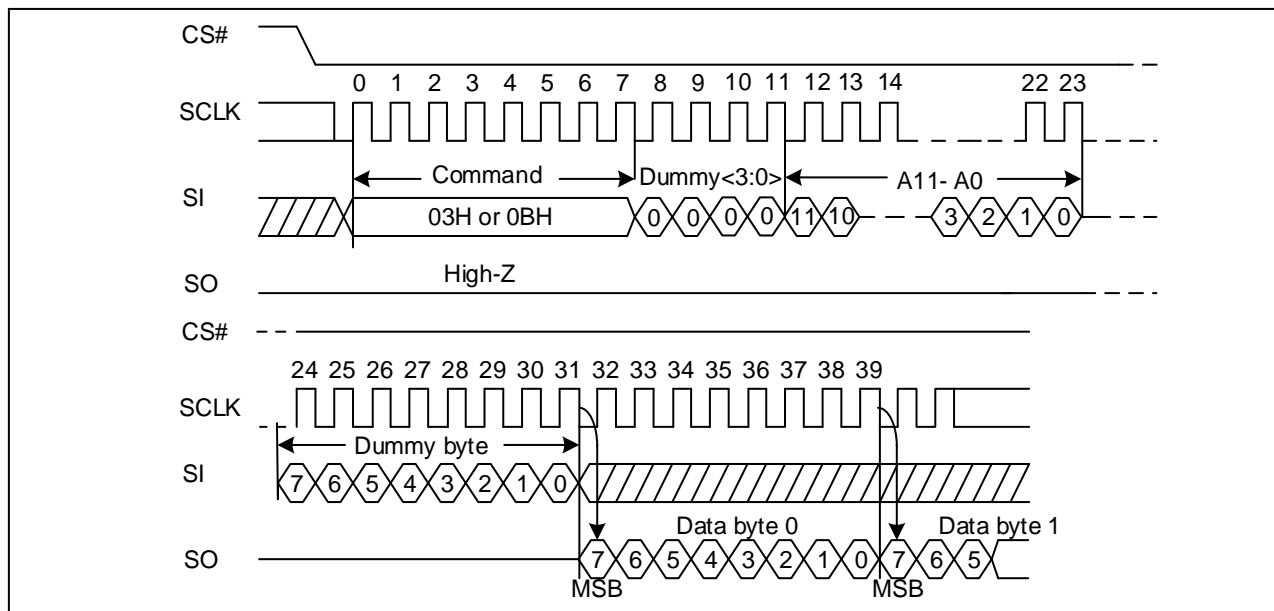 CS#
0 1 2 3 4 5 6 7 8 9 10 11 12 13 14 22 23
SCLK
Command Dummy<3:0> A11- A0
SI
03H or 0BH 0 0 0 0 11 10 3 2 1 0
High-Z
SO
CS#
24 25 26 27 28 29 30 31 32 33 34 35 36 37 38 39
SCLK
Dummy byte
SI
7 6 5 4 3 2 1 0
Data byte 0 Data byte 1
SO
7 6 5 4 3 2 1 0 7 6 5
MSB MSB